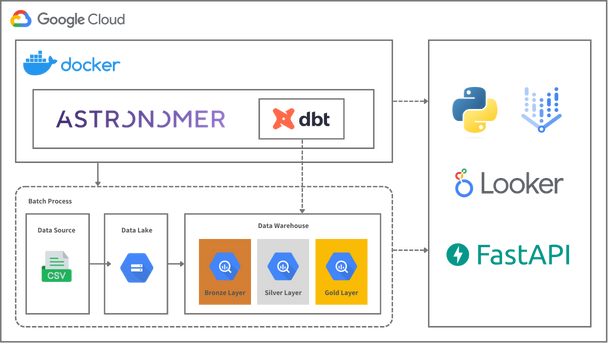 Google Cloud
docker
ASTRONOMER
dbt
Batch Process
Data Source
CSV
Data Lake
Data Warehouse
Bronze Layer
Silver Layer
Gold Layer
Looker
FastAPI